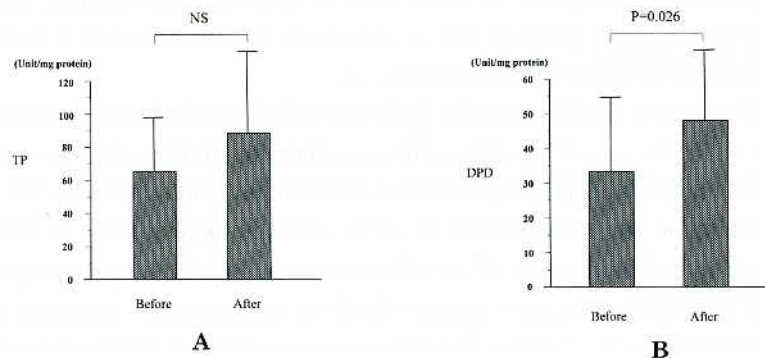 NS
(Unit/mg protein)
120
100
80
TP
60
40
20
0
Before
After
A
P=0.026
(Unit/mg protein)
60
50
40
DPD
30
20
10
0
Before
After
B